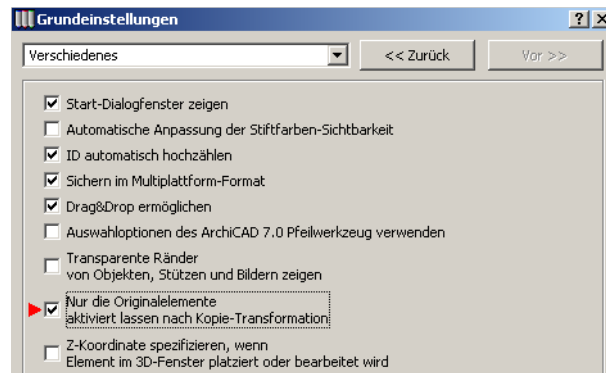 Grundeinstellungen
Verschiedenes
<< Zurück
Vor >>
Start-Dialogfenster zeigen
Automatische Anpassung der Stiftfarben-Sichtbarkeit
ID automatisch hochzählen
Sichern im Multiplattform-Format
Drag&Drop ermöglichen
Auswahloptionen des ArchiCAD 7.0 Pfeilwerkzeug verwenden
Transparente Ränder
von Objekten, Stützen und Bildern zeigen
Nur die Originalelemente
aktiviert lassen nach Kopie-Transformation
Z-Koordinate spezifizieren, wenn
Element im 3D-Fenster platziert oder bearbeitet wird